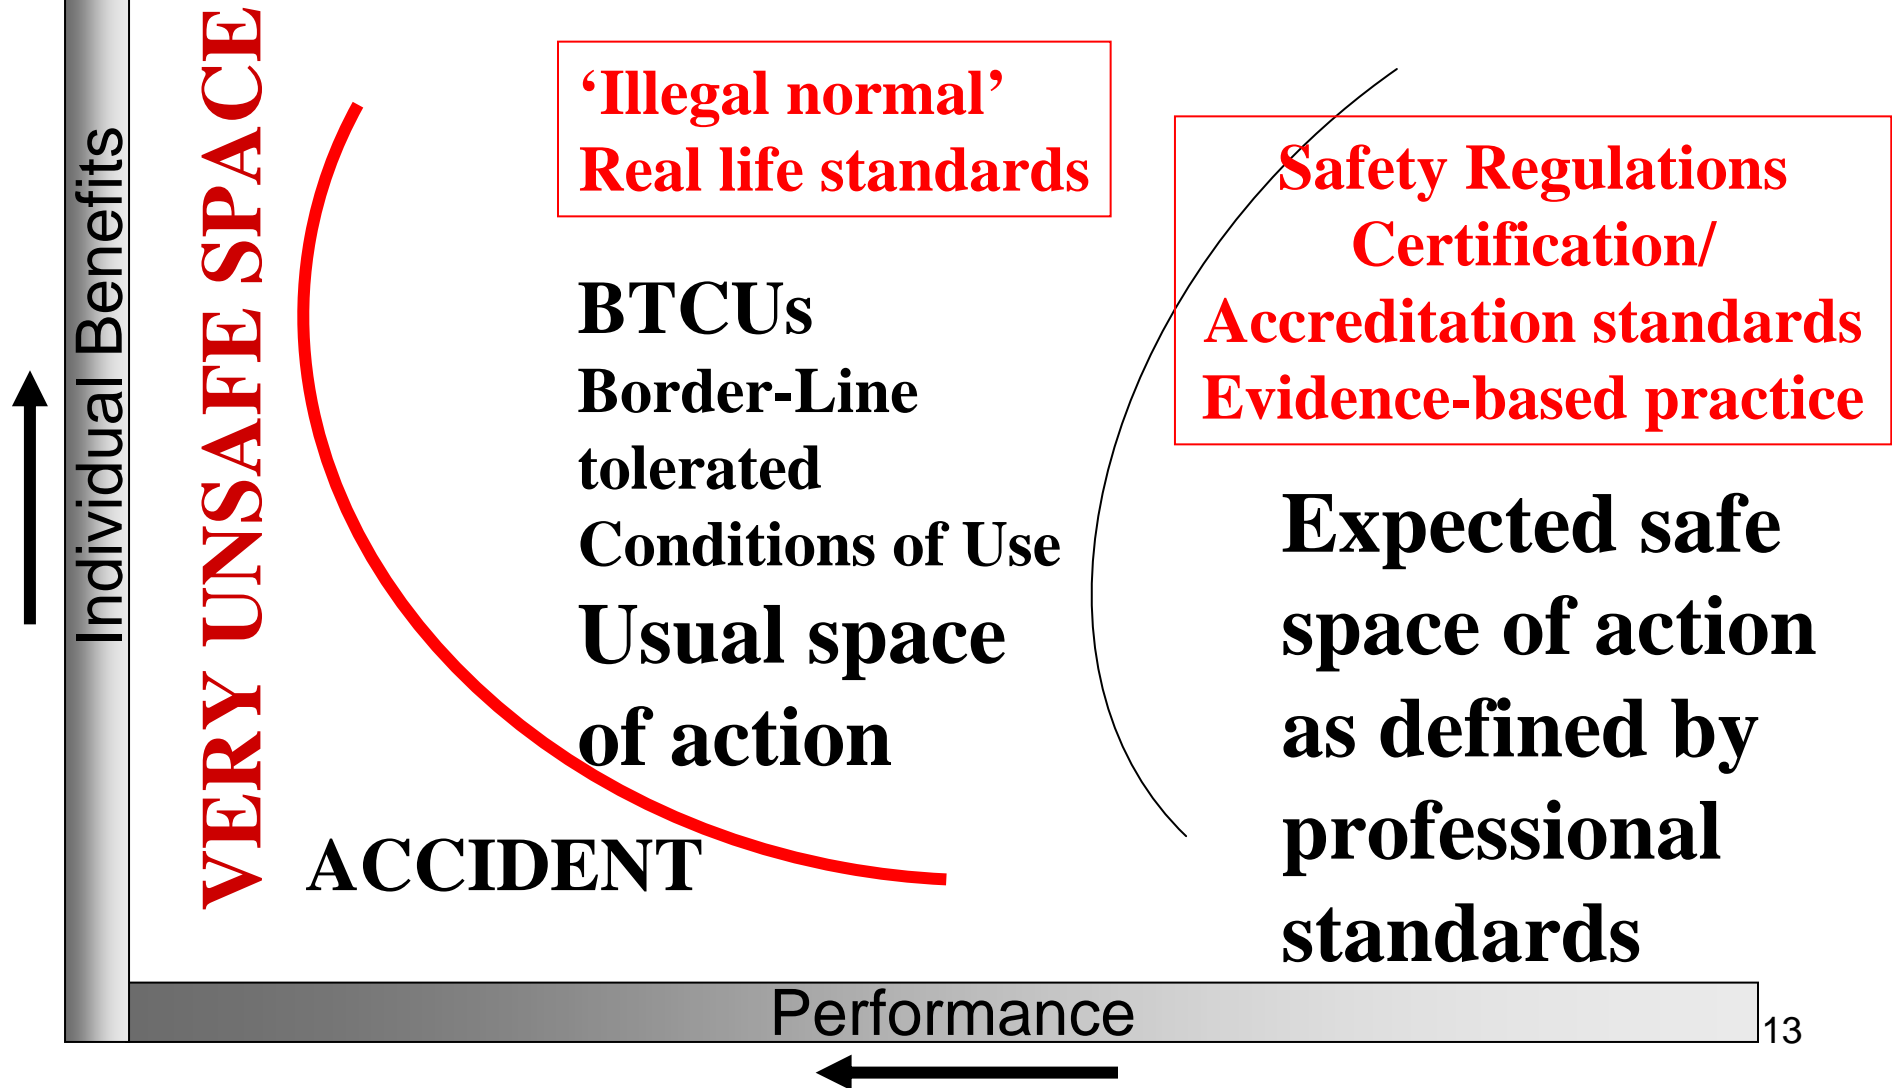 Individual Benefits
VERY UNSAFE SPACE
‘Illegal normal’
Real life standards
BTCUs
Border-Line
tolerated
Conditions of Use
Usual space
of action
ACCIDENT
Safety Regulations
Certification/
Accreditation standards
Evidence-based practice
Expected safe
space of action
as defined by
professional
standards
Performance
13